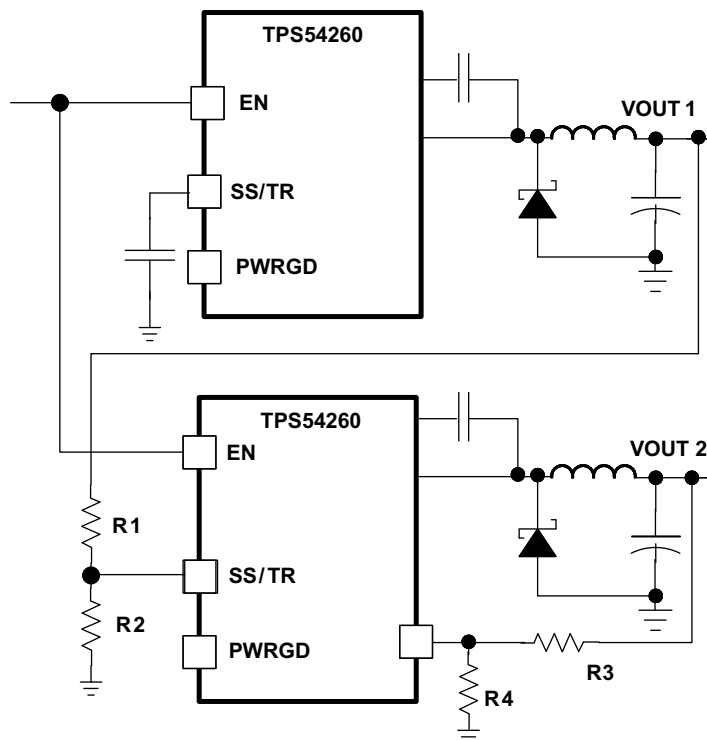 TPS54260
EN
VOUT 1
SS/TR
PWRGD
TPS54260
EN
VOUT 2
R1
SS/TR
R2
PWRGD
R3
R4